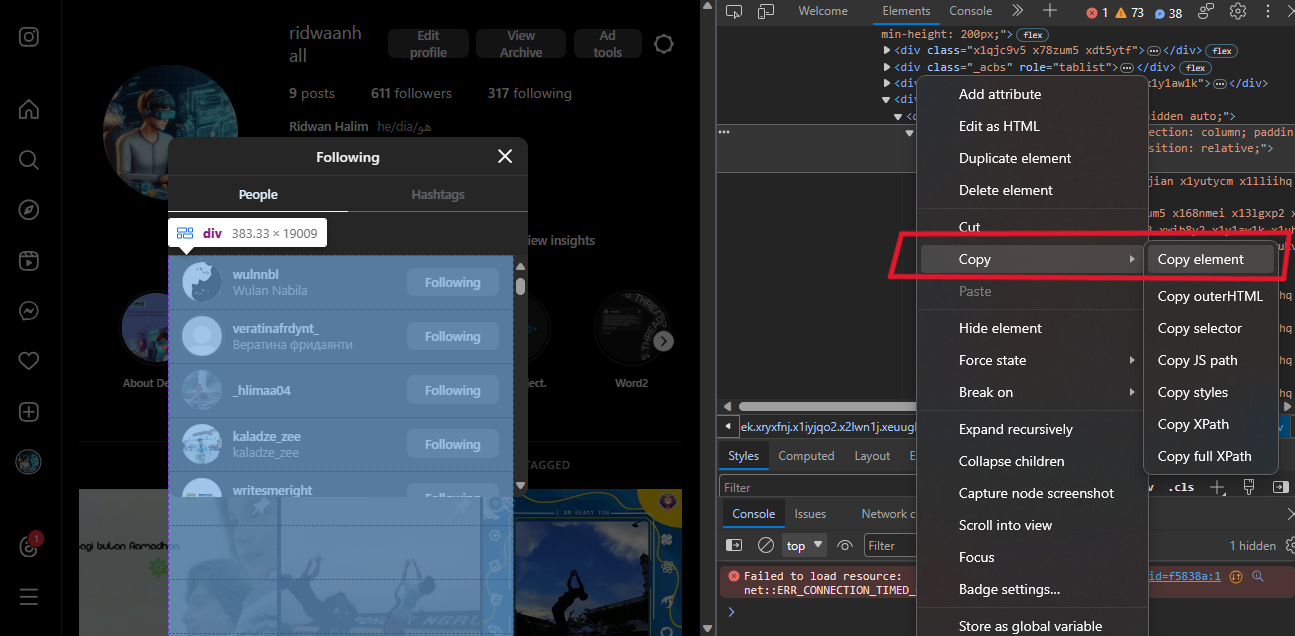 ridwaanh
all
Edit
profile
View
Archive
Ad
tools
9 posts
611 followers
317 following
Ridwan Halim he/dia/هو
Following
People
Hashtags
div 383.33 × 19009
iew insights
wulnnbl
Wulan Nabila
Following
veratinafrdynt_
Вератина фридаянти
Following
_hlimaa04
Following
kaladze_zee
kaladze_zee
Following
writesmeright
Following
About De
ect.
Word2
TAGGED
agi bulan Ramadhan
I AM READY FOR
1
Welcome
Elements
Console
1
73
38
min-height: 200px;"> flex
<div class="x1qjc9v5 x78zum5 xdt5ytf"> </div> flex
<div class="_acbs" role="tablist"> </div> flex
<div
x1y1aw1k"> </div>
<di
<d
hidden auto;">
ection: column; paddin
sition: relative;">
jian x1yutycm x1lliihq
um5 x168nmei x13lgxp2 x
Add attribute
Edit as HTML
Duplicate element
Delete element
Cut
Copy
Paste
Hide element
Force state
Break on
Expand recursively
Collapse children
Capture node screenshot
Scroll into view
Focus
Badge settings...
Store as global variable
Copy element
Copy outerHTML
Copy selector
Copy JS path
Copy styles
Copy XPath
Copy full XPath
ek.xryxfnj.x1iyjqo2.x2lwn1j.xeuugl
Styles
Computed
Layout
E
Filter
.cls
Console
Issues
Network c
top
Filter
1 hidden
Failed to load resource:
net::ERR_CONNECTION_TIMED_
id=f5838a:1